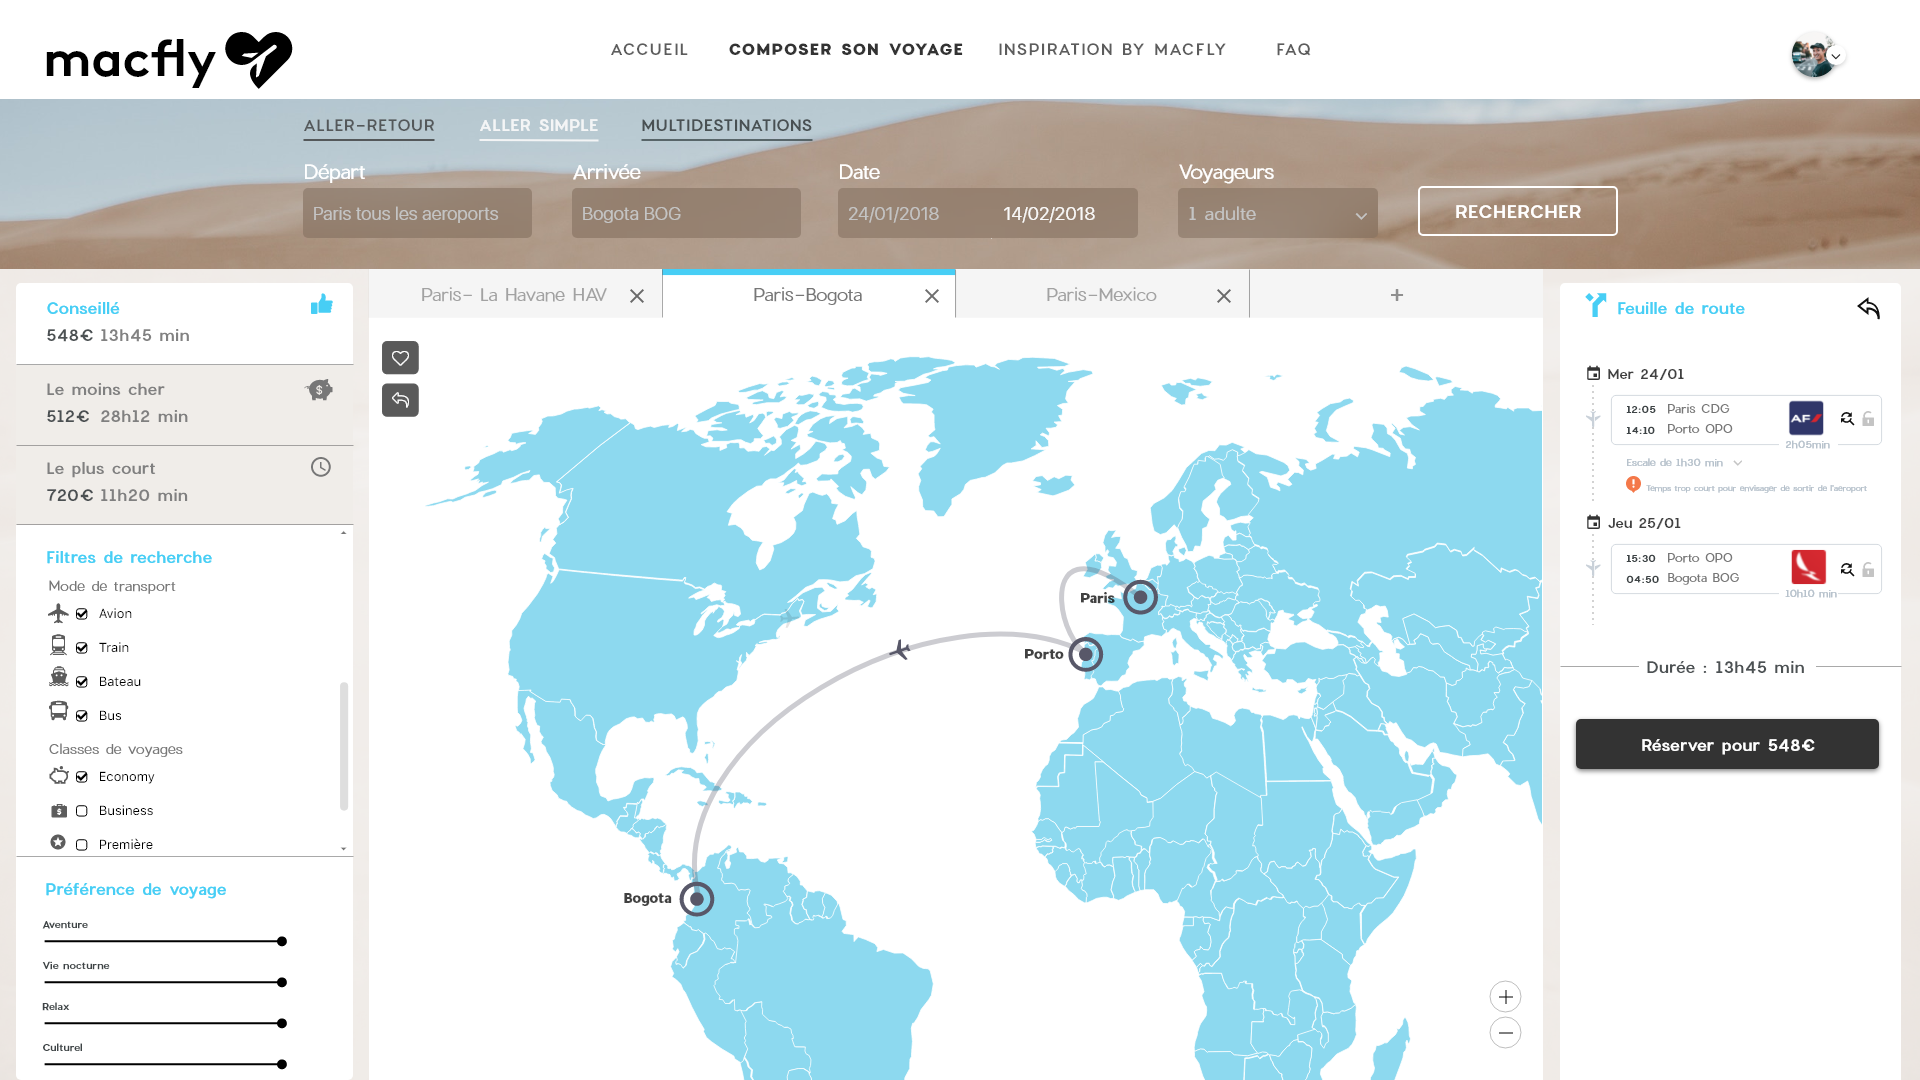 macfly
ACCUEIL
COMPOSER SON VOYAGE
INSPIRATION BY MACFLY
FAQ
ALLER-RETOUR
ALLER SIMPLE
MULTIDESTINATIONS
Départ
Arrivée
Date
Voyageurs
Paris tous les aeroports
Bogota BOG
24/01/2018
14/02/2018
1 adulte
RECHERCHER
Conseillé
548€ 13h45 min
Le moins cher
512€ 28h12 min
Le plus court
720€ 11h20 min
Filtres de recherche
Mode de transport
Avion
Train
Bateau
Bus
Classes de voyages
Economy
Business
Première
Préférence de voyage
Aventure
Vie nocturne
Relax
Culturel
Paris- La Havane HAV
Paris-Bogota
Paris-Mexico
+
Paris
Porto
Bogota
Feuille de route
Mer 24/01
12:05 Paris CDG
14:10 Porto OPO
AF
2h05min
Escale de 1h30 min
Temps trop court pour envisager de sortir de l'aéroport
Jeu 25/01
15:30 Porto OPO
04:50 Bogota BOG
10h10 min
Durée : 13h45 min
Réserver pour 548€